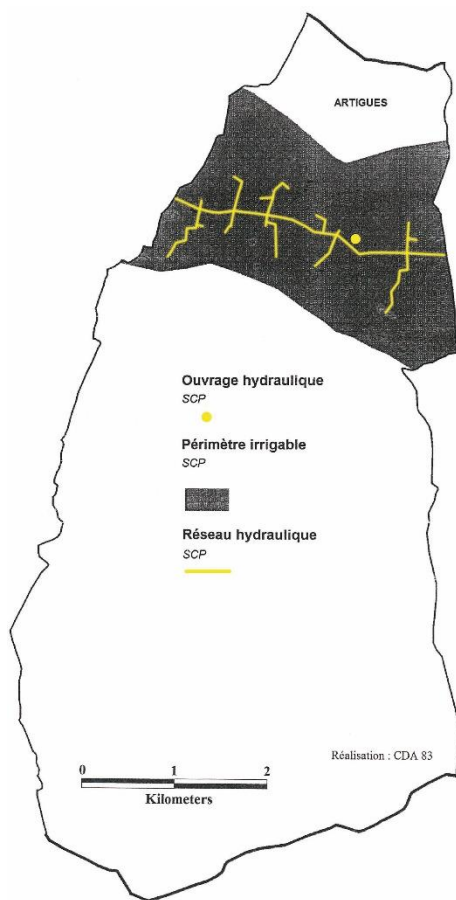 ARTIGUES
Ouvrage hydraulique
SCP
Périmètre irrigable
SCP
Réseau hydraulique
SCP
Réalisation : CDA 83
0 1 2
Kilometers